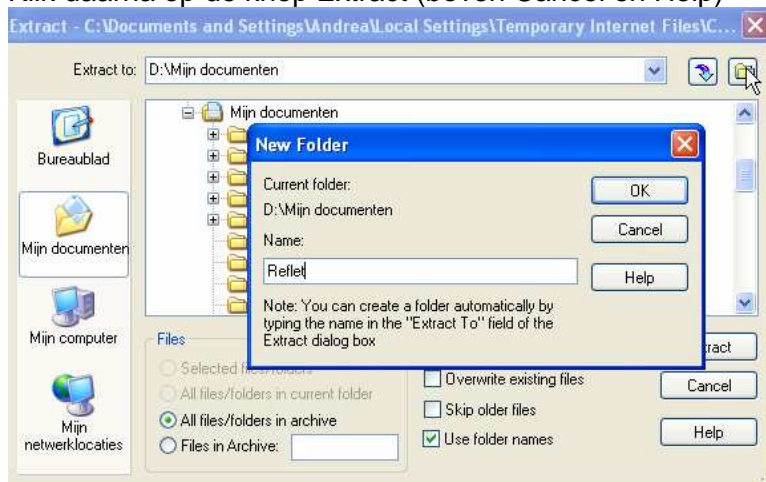 Klik daarna op de knop Extract (boven Cancel en Help)
Extract - C:\Documents and Settings\Andrea\Local Settings\Temporary Internet Files\C...
Extract to: D:\Mijn documenten
Mijn documenten
Bureaublad
Mijn documenten
Mijn computer
Mijn
netwerklocaties
New Folder
Current folder:
D:\Mijn documenten
Name:
Reflet
Note: You can create a folder automatically by
typing the name in the "Extract To" field of the
Extract dialog box
OK
Cancel
Help
Files
Selected files/folders
All files/folders in current folder
All files/folders in archive
Files in Archive:
Overwrite existing files
Skip older files
Use folder names
Cancel
Help